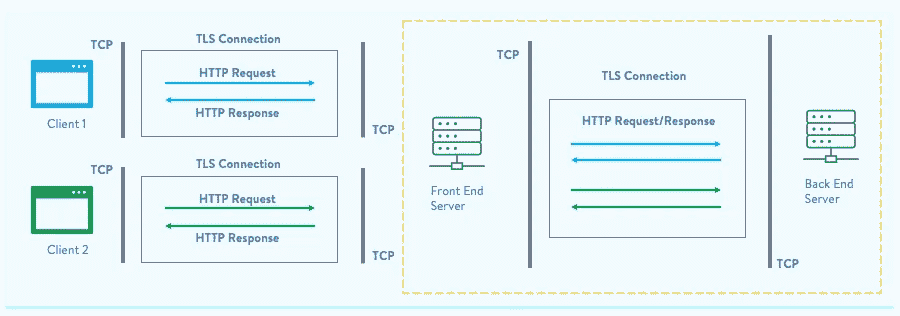 TCP
TLS Connection
HTTP Request
HTTP Response
Client 1
TCP
TCP
TLS Connection
HTTP Request
HTTP Response
Client 2
TCP
Front End
Server
TCP
TLS Connection
HTTP Request/Response
Back End
Server
TCP